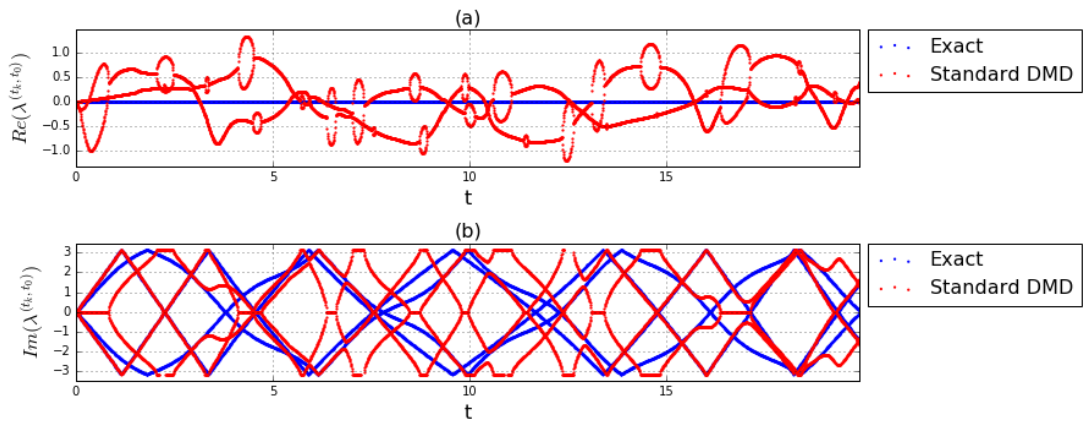 (a)
1.0
0.5
0.0
−0.5
−1.0
Re(λ^(t_k, t_0))
0 5 10 15
t
Exact
Standard DMD
(b)
3
2
1
0
−1
−2
−3
Im(λ^(t_k, t_0))
0 5 10 15
t
Exact
Standard DMD